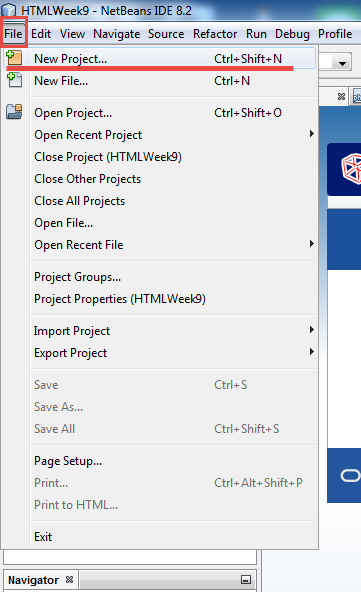 HTMLWeek9 - NetBeans IDE 8.2
File Edit View Navigate Source Refactor Run Debug Profile
New Project... Ctrl+Shift+N
New File... Ctrl+N
Open Project... Ctrl+Shift+O
Open Recent Project
Close Project (HTMLWeek9)
Close Other Projects
Close All Projects
Open File...
Open Recent File
Project Groups...
Project Properties (HTMLWeek9)
Import Project
Export Project
Save Ctrl+S
Save As...
Save All Ctrl+Shift+S
Page Setup...
Print... Ctrl+Alt+Shift+P
Print to HTML...
Exit
Navigator